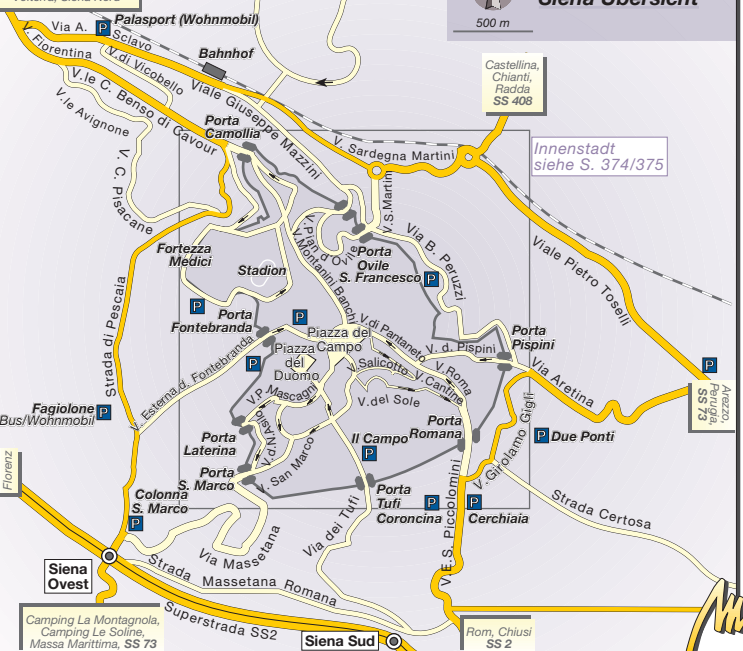 Volterra, Siena Nord
Siena Übersicht
500 m
Via A. Sclavo
Palasport (Wohnmobil)
V. Fiorentina
V.di Vicobello
Bahnhof
Castellina,
Chianti,
Radda
SS 408
V.le C. Benso di Cavour
V.le Avignone
Viale Giuseppe Mazzini
Porta
Camollia
V. Sardegna Martini
Innenstadt
siehe S. 374/375
V. C. Pisacane
V.S.Martini
V.Pian d'Ovile
V.Montanini Banchi
Via B. Peruzzi
Viale Pietro Toselli
Fortezza
Medici
Stadion
Porta
Ovile
S. Francesco
Strada di Pescaia
Porta
Fontebranda
Piazza del
Campo
Piazza
del
Duomo
V.di Pantaneto
V. d. Pispini
Porta
Pispini
V.Salicotto
V.Roma
V.Cantine
V. Esterna d. Fontebranda
V.P. Mascagni
V.del Sole
Via Aretina
Arezzo,
Perugia,
SS 73
Fagiolone
Bus/Wohnmobil
V.d.N.Asilo
Porta
Laterina
V. San Marco
Il Campo
Porta
Romana
V.Girolamo Gigli
Due Ponti
Florenz
Porta
S. Marco
Colonna
S. Marco
Porta
Tufi
Coroncina
Cerchiaia
Strada Certosa
Via Massetana
Via dei Tufi
V.E.S. Piccolomini
Siena
Ovest
Strada Massetana Romana
Superstrada SS2
Camping La Montagnola,
Camping Le Soline,
Massa Marittima, SS 73
Siena Sud
Rom, Chiusi
SS 2
P
P
P
P
P
P
P
P
P
P
P